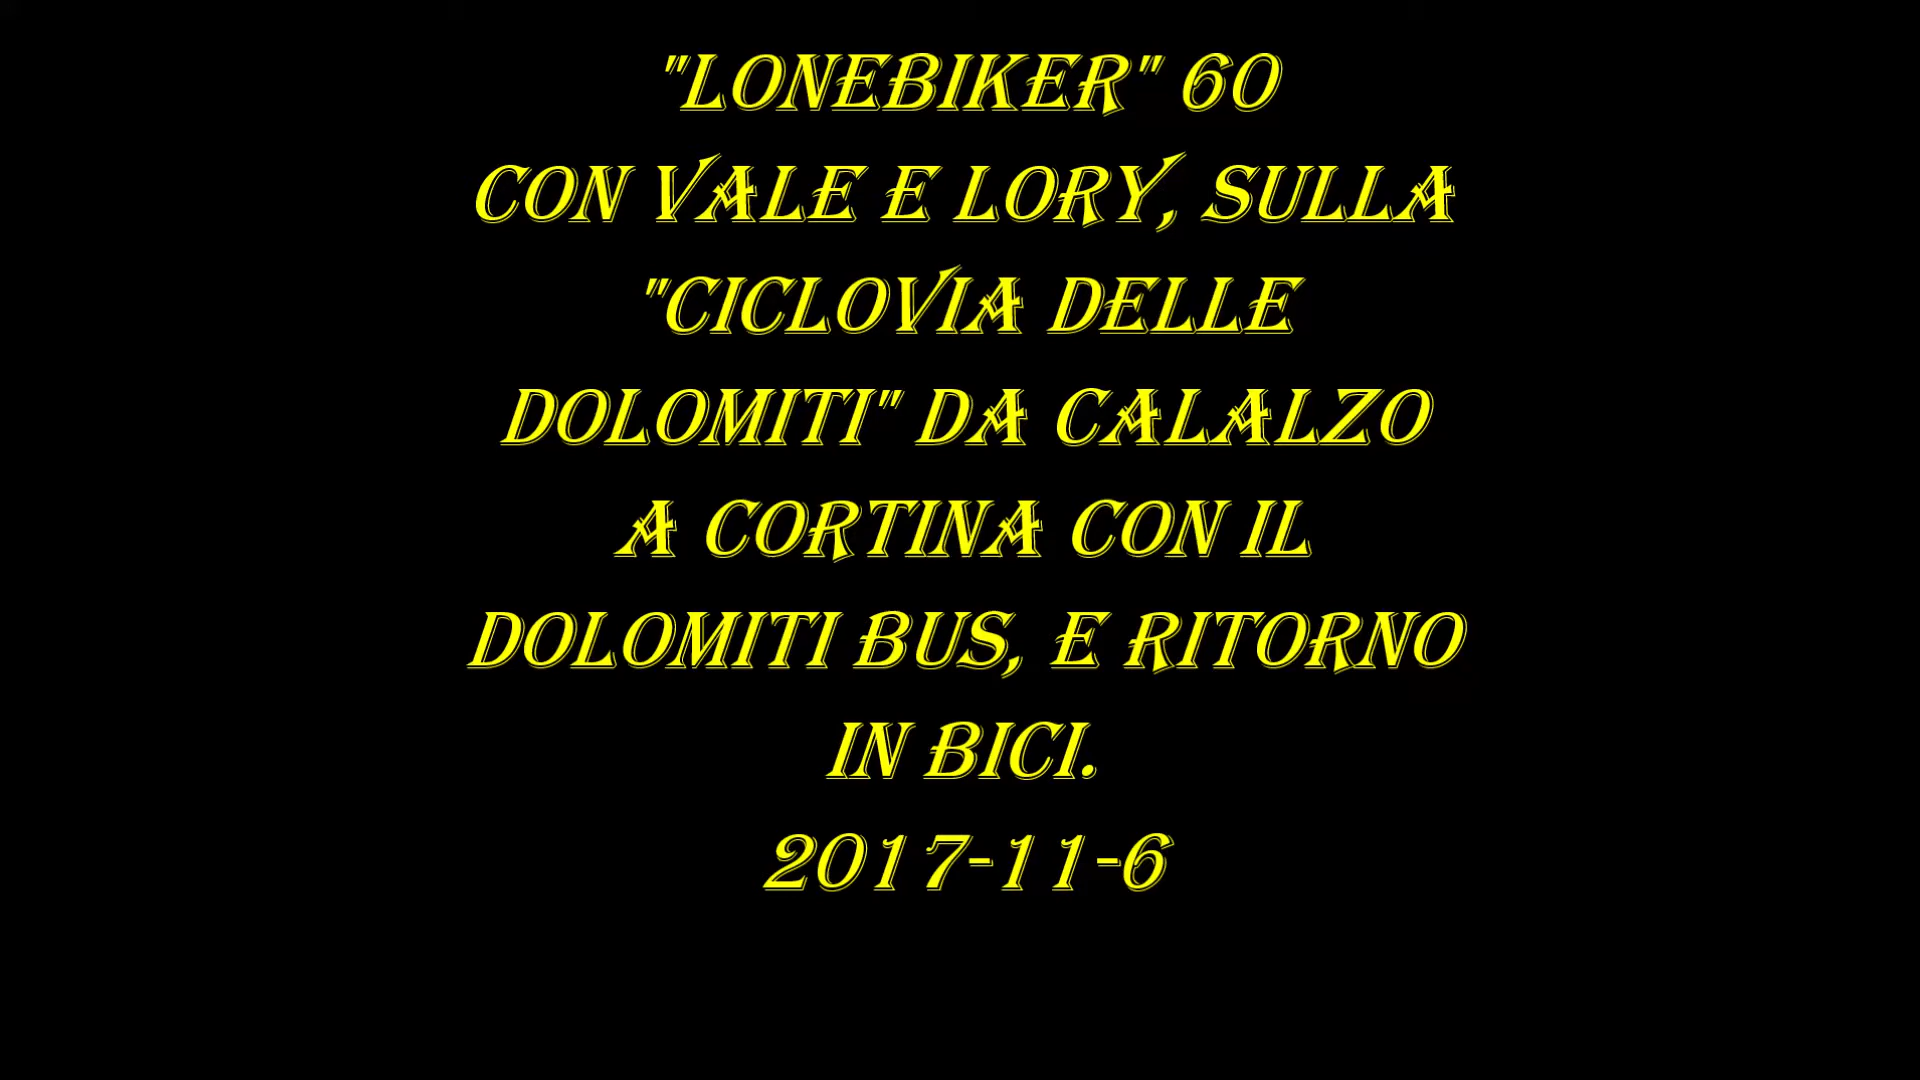 "LONEBIKER" 60
CON VALE E LORY, SULLA
"CICLOVIA DELLE
DOLOMITI" DA CALALZO
A CORTINA CON IL
DOLOMITI BUS, E RITORNO
IN BICI.
2017-11-6